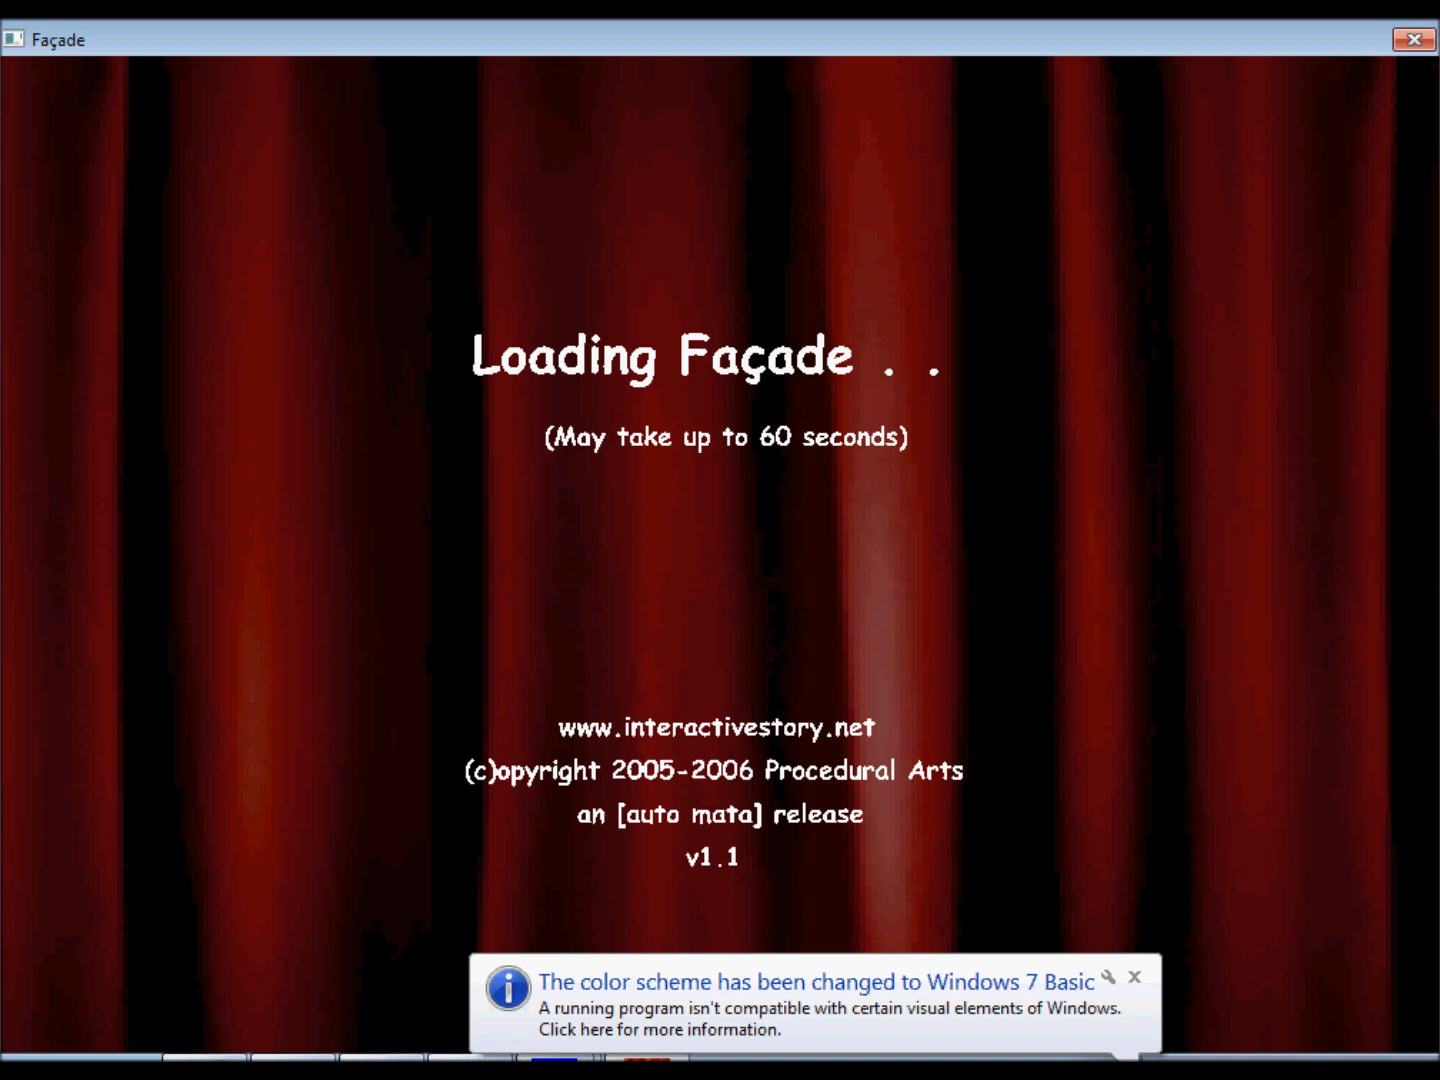 Façade
Loading Façade . .
(May take up to 60 seconds)
www.interactivestory.net
(c)opyright 2005-2006 Procedural Arts
an [auto mata] release
v1.1
The color scheme has been changed to Windows 7 Basic
A running program isn't compatible with certain visual elements of Windows.
Click here for more information.